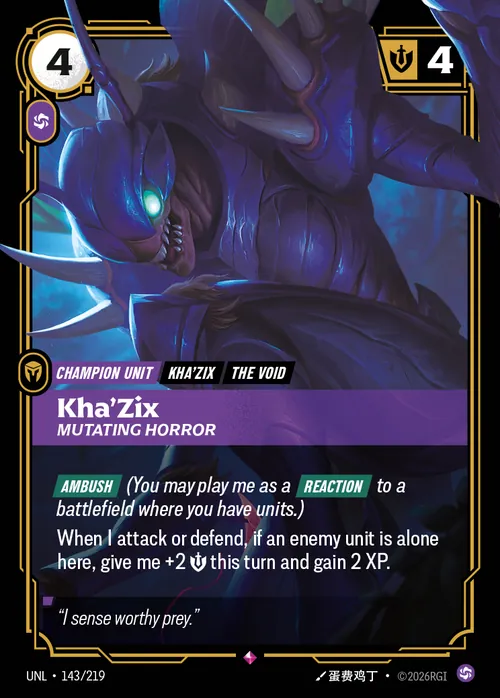 4
4
CHAMPION UNIT KHA'ZIX THE VOID
Kha'Zix
MUTATING HORROR
AMBUSH (You may play me as a REACTION to a
battlefield where you have units.)
When I attack or defend, if an enemy unit is alone
here, give me +2 this turn and gain 2 XP.
"I sense worthy prey."
UNL • 143/219 蛋费鸡丁 • ©2026RGI